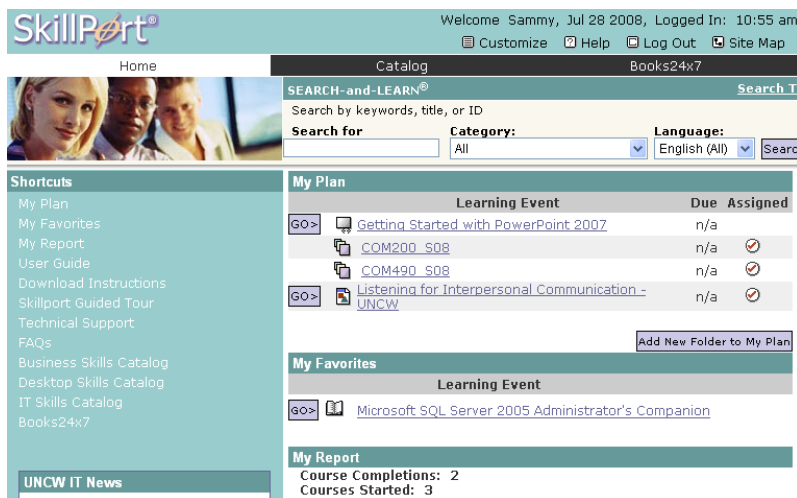 SkillPort®
Welcome Sammy, Jul 28 2008, Logged In: 10:55 am
Customize Help Log Out Site Map
Home Catalog Books24x7
SEARCH-and-LEARN® Search T
Search by keywords, title, or ID
Search for Category: Language:
All English (All) Searc
Shortcuts
My Plan
My Favorites
My Report
User Guide
Download Instructions
Skillport Guided Tour
Technical Support
FAQs
Business Skills Catalog
Desktop Skills Catalog
IT Skills Catalog
Books24x7
UNCW IT News
My Plan
Learning Event Due Assigned
GO> Getting Started with PowerPoint 2007 n/a
COM200_S08 n/a
COM490_S08 n/a
GO> Listening for Interpersonal Communication - n/a
UNCW
Add New Folder to My Plan
My Favorites
Learning Event
GO> Microsoft SQL Server 2005 Administrator's Companion
My Report
Course Completions: 2
Courses Started: 3